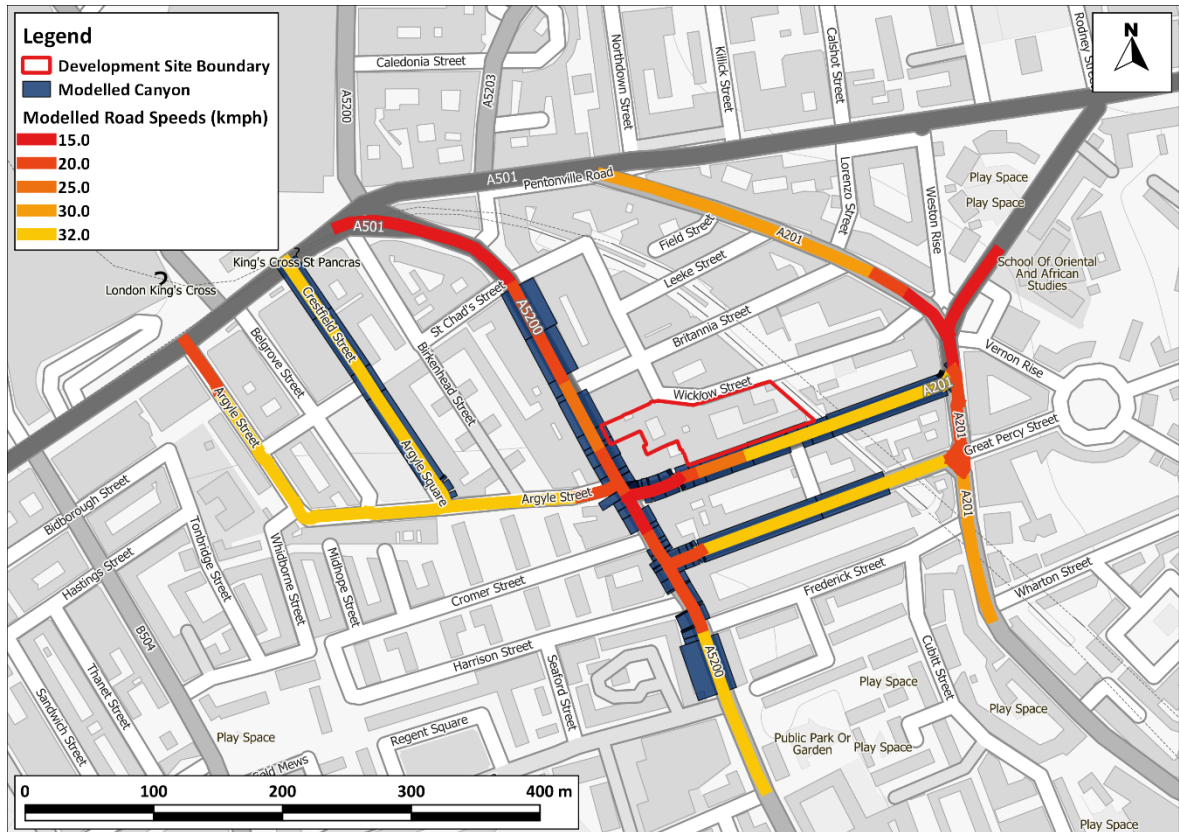 Legend
Development Site Boundary
Modelled Canyon
Modelled Road Speeds (kmph)
15.0
20.0
25.0
30.0
32.0
N
Caledonia Street
A5200
A5203
Northdown Street
Killick Street
Calshot Street
Rodney Street
A501
Pentonville Road
A501
King's Cross St Pancras
London King's Cross
Field Street
A201
Lorenzo Street
Weston Rise
Play Space
Play Space
School Of Oriental
And African
Studies
Leeke Street
Crestfield Street
St Chad's Street
A5200
Britannia Street
Belgrove Street
Birkenhead Street
Vernon Rise
Wicklow Street
A201
Argyle Street
A201
Great Percy Street
Argyle Square
Argyle Street
A201
Bidborough Street
Tonbridge Street
Whidborne Street
Midhope Street
Hastings Street
Cromer Street
Frederick Street
Wharton Street
B504
Harrison Street
A5200
Cubitt Street
Thanet Street
Seaford Street
Play Space
Play Space
Sandwich Street
Play Space
Regent Square
Public Park Or
Garden
Play Space
Mews
Play Space
0 100 200 300 400 m